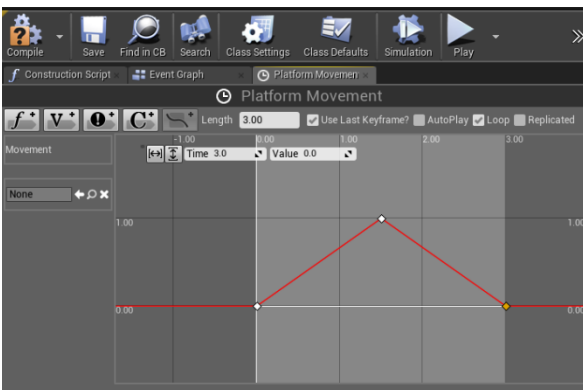 Compile Save Find in CB Search Class Settings Class Defaults Simulation Play
Construction Script Event Graph Platform Movemen
Platform Movement
f V C Length 3.00 Use Last Keyframe? AutoPlay Loop Replicated
Movement -1.00 0.00 1.00 2.00 3.00
Time 3.0 Value 0.0
None
1.00 1.00
0.00 0.00